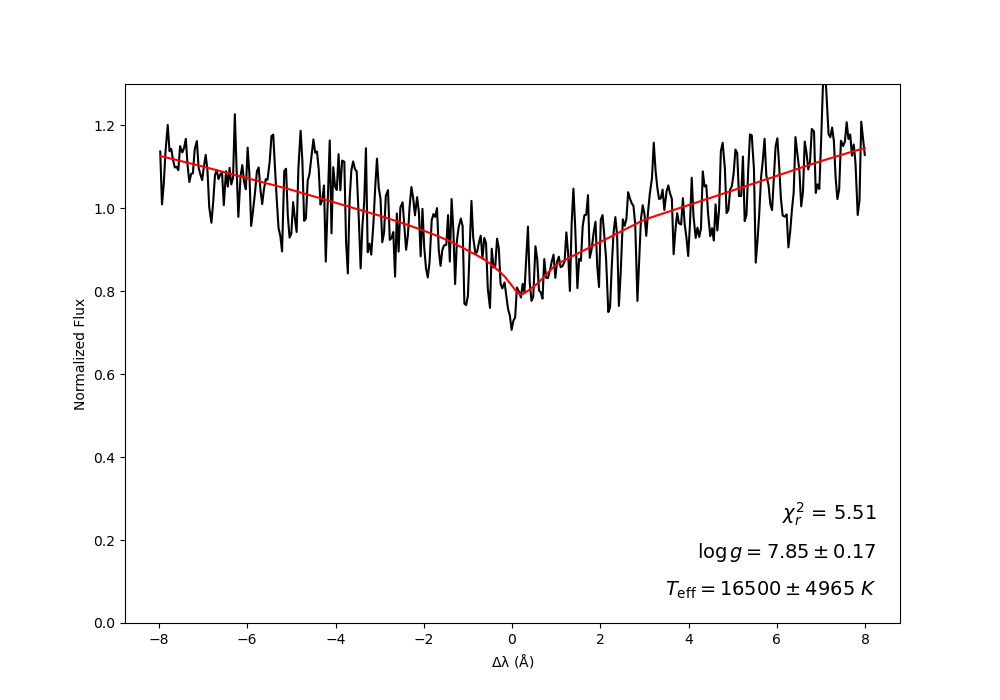 1.2
1.0
0.8
0.6
0.4
0.2
0.0
Normalized Flux
χ²ᵣ = 5.51
log g = 7.85 ± 0.17
T_eff = 16500 ± 4965 K
−8 −6 −4 −2 0 2 4 6 8
Δλ (Å)